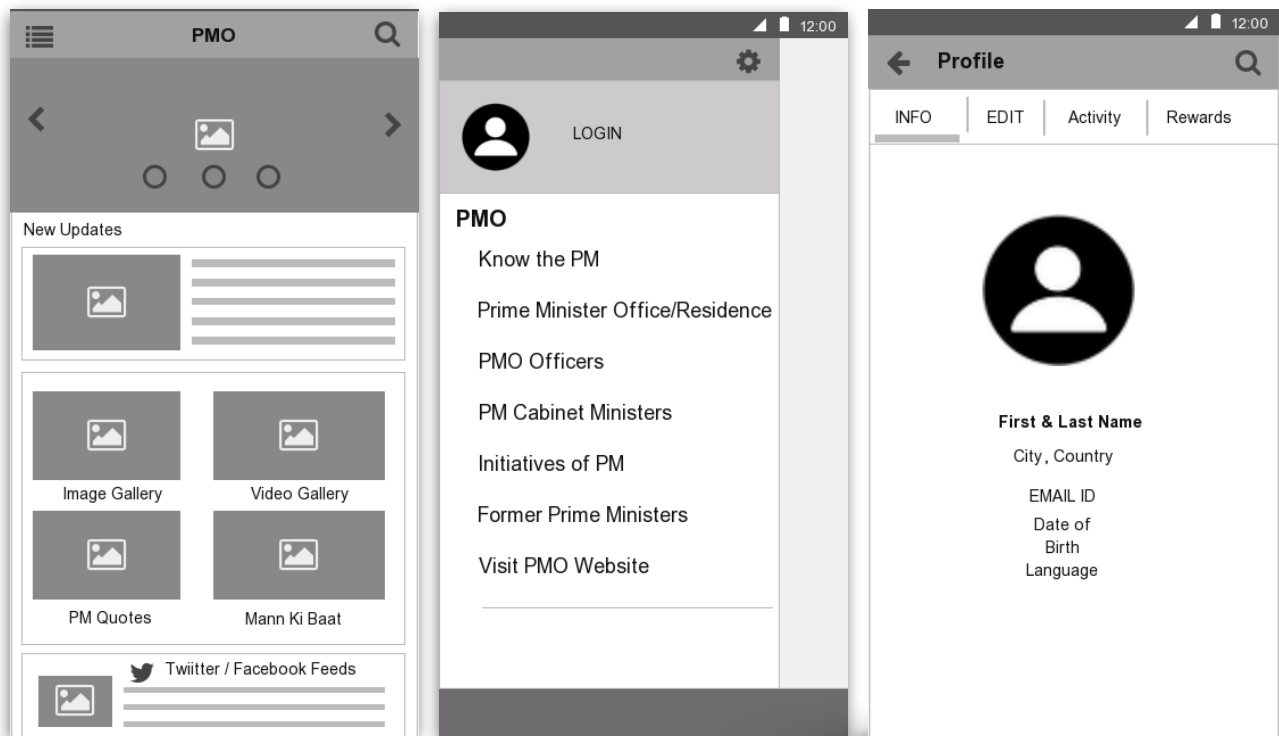 PMO
New Updates
Image Gallery
Video Gallery
PM Quotes
Mann Ki Baat
Twiitter / Facebook Feeds
12:00
LOGIN
PMO
Know the PM
Prime Minister Office/Residence
PMO Officers
PM Cabinet Ministers
Initiatives of PM
Former Prime Ministers
Visit PMO Website
12:00
Profile
INFO
EDIT
Activity
Rewards
First & Last Name
City, Country
EMAIL ID
Date of
Birth
Language